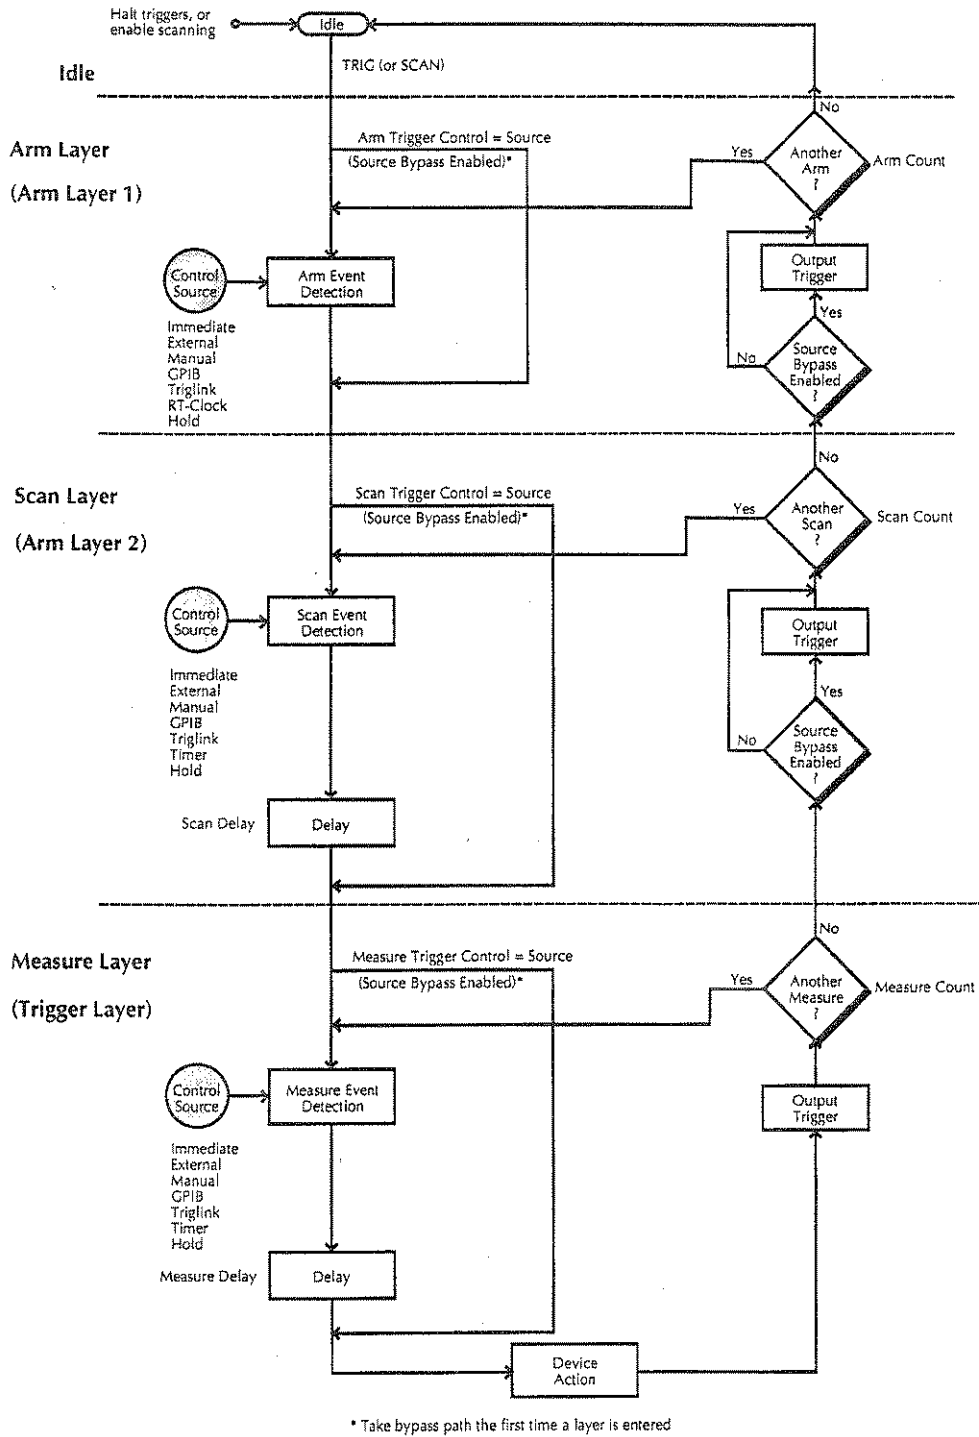 Halt triggers, or
enable scanning
Idle
TRIG (or SCAN)
Idle
No
Arm Layer
(Arm Layer 1)
Arm Trigger Control = Source
(Source Bypass Enabled)*
Yes
Another
Arm
?
Arm Count
Control
Source
Arm Event
Detection
Output
Trigger
Yes
Immediate
External
Manual
GPIB
Triglink
RT-Clock
Hold
No
Source
Bypass
Enabled
?
No
Scan Layer
(Arm Layer 2)
Scan Trigger Control = Source
(Source Bypass Enabled)*
Yes
Another
Scan
?
Scan Count
Control
Source
Scan Event
Detection
Output
Trigger
Yes
Immediate
External
Manual
GPIB
Triglink
Timer
Hold
No
Source
Bypass
Enabled
?
Scan Delay
Delay
No
Measure Layer
(Trigger Layer)
Measure Trigger Control = Source
(Source Bypass Enabled)*
Yes
Another
Measure
?
Measure Count
Control
Source
Measure Event
Detection
Output
Trigger
Immediate
External
Manual
GPIB
Triglink
Timer
Hold
Measure Delay
Delay
Device
Action
* Take bypass path the first time a layer is entered